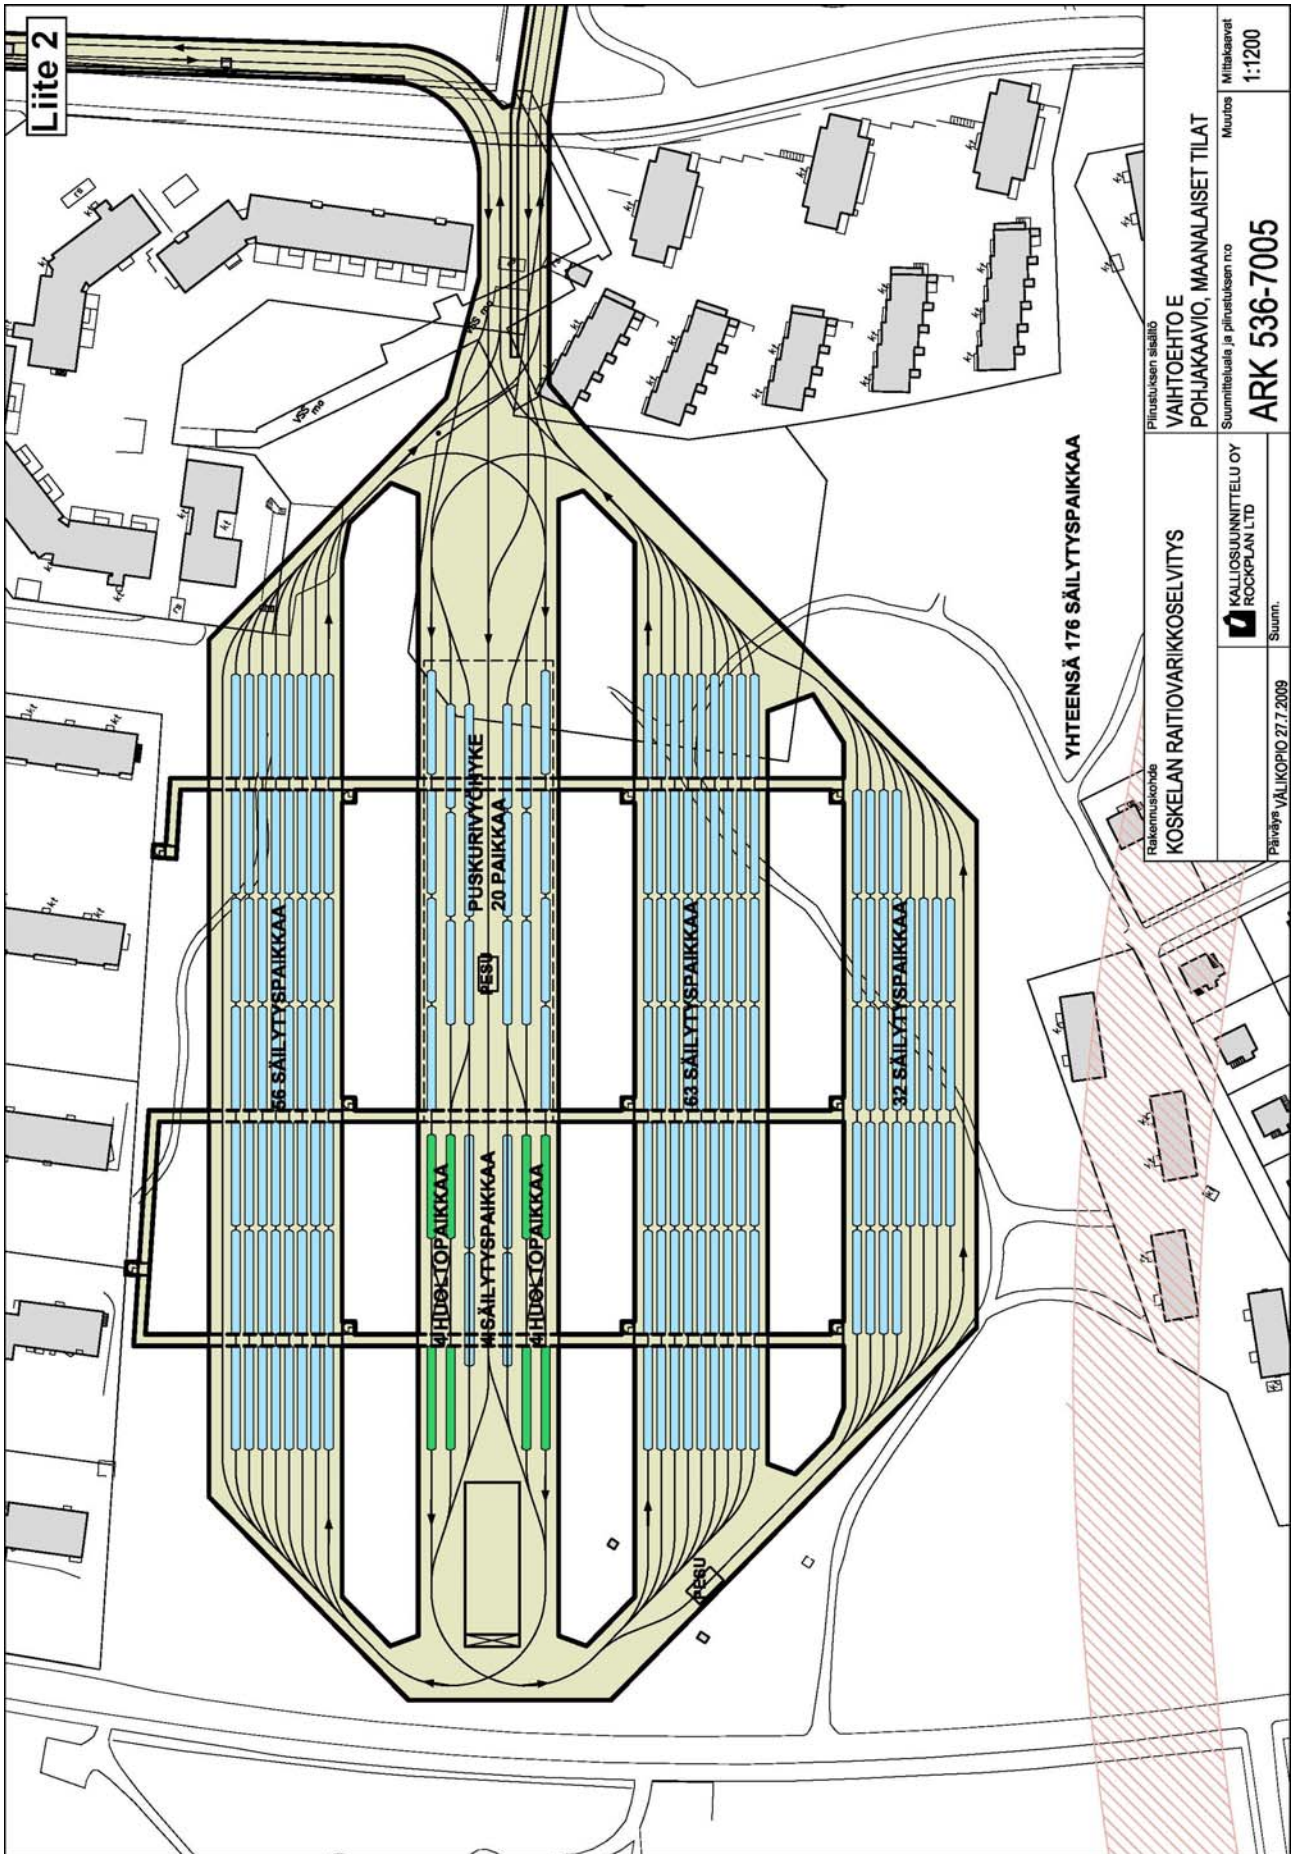 Liite 2
VSS
PUSKURIVYÖHYKE
20 PAIKKAA
PESU
56 SÄILYTYSPAIKKAA
63 SÄILYTYSPAIKKAA
32 SÄILYTYSPAIKKAA
4 HUOLTOPAIKKAA
4 SÄILYTYSPAIKKAA
4 HUOLTOPAIKKAA
PESU
YHTEENSÄ 176 SÄILYTYSPAIKKAA
Rakennuskohde
KOSKELAN RAITIOVARIKKOSELVITYS
Piirustuksen sisältö
VAIHTOEHTO E
POHJAKAAVIO, MAANALAISET TILAT
Mittakaavat
1:1200
KALLIOSUUNNITTELU OY
ROCKPLAN LTD
Suunnitteluala ja piirustuksen n:o
ARK 536-7005
Muutos
Päiväys VÄLIKOPIO 27.7.2009
Suunn.